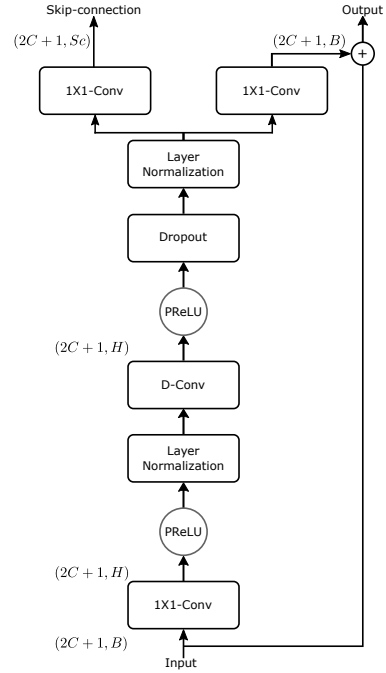 Skip-connection
Output
(2C + 1, Sc)
(2C + 1, B)
+
1X1-Conv
1X1-Conv
Layer
Normalization
Dropout
PReLU
(2C + 1, H)
D-Conv
Layer
Normalization
PReLU
(2C + 1, H)
1X1-Conv
(2C + 1, B)
Input